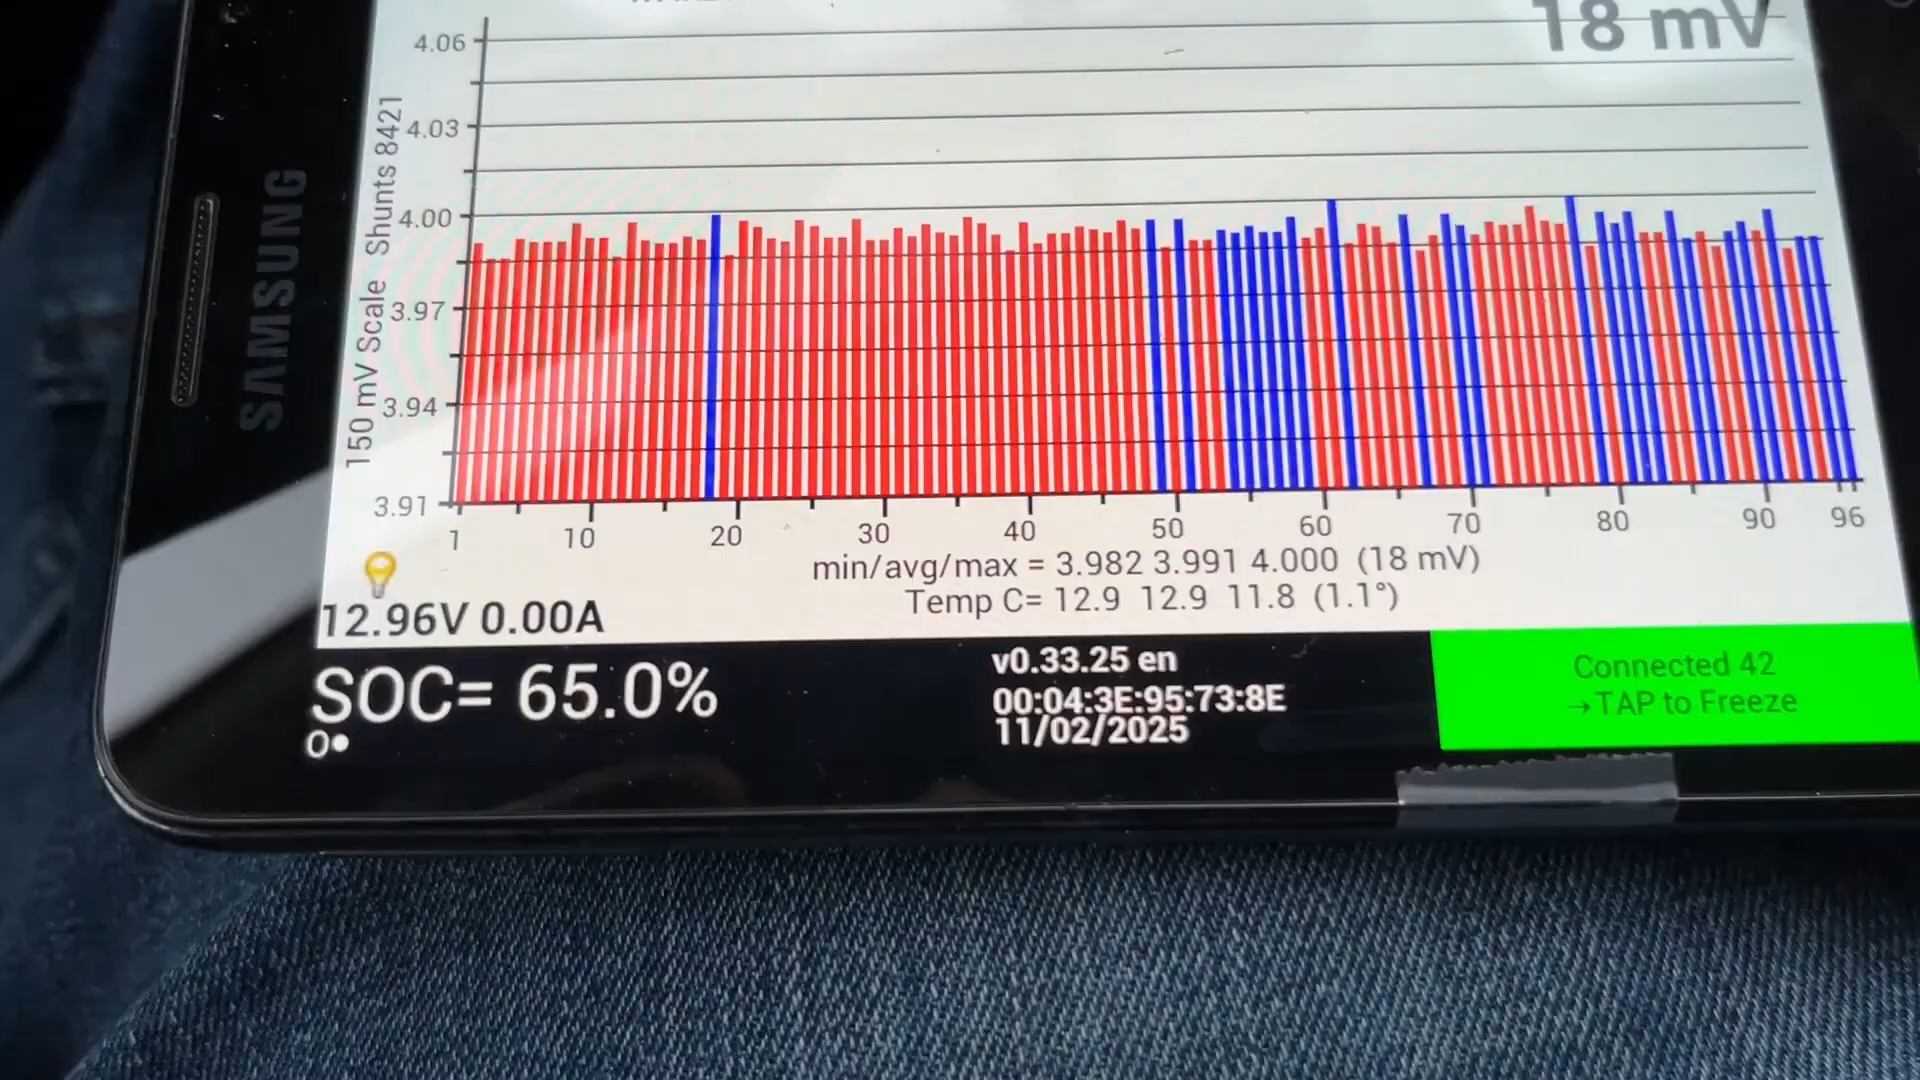 18 mV
4.06
4.03
4.00
3.97
3.94
3.91
150 mV Scale Shunts 8421
SAMSUNG
1 10 20 30 40 50 60 70 80 90 96
min/avg/max = 3.982 3.991 4.000 (18 mV)
Temp C= 12.9 12.9 11.8 (1.1°)
12.96V 0.00A
SOC= 65.0%
v0.33.25 en
00:04:3E:95:73:8E
11/02/2025
Connected 42
→TAP to Freeze